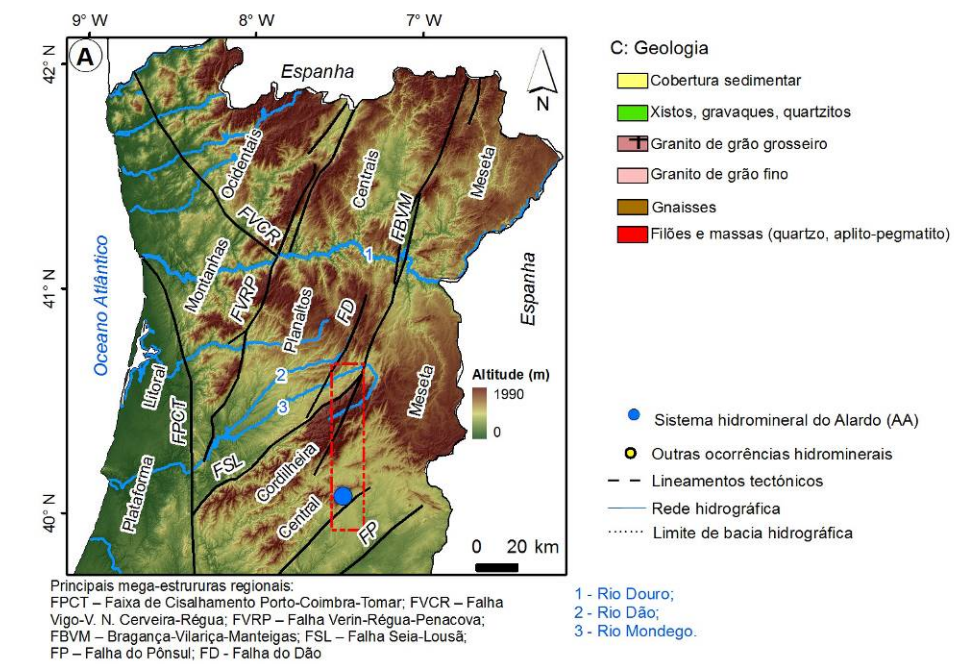 9° W
8° W
7° W
42° N
41° N
40° N
A
Espanha
N
Ocidentais
Centrais
Meseta
FVCR
FBVM
Oceano Atlântico
Montanhas
1
FVRP
Planaltos
FD
Espanha
Litoral
2
3
Altitude (m)
1990
0
Meseta
FPCT
FSL
Cordilheira
Plataforma
Central
FP
0 20 km
C: Geologia
Cobertura sedimentar
Xistos, gravaques, quartzitos
Granito de grão grosseiro
Granito de grão fino
Gnaisses
Filões e massas (quartzo, aplito-pegmatito)
Sistema hidromineral do Alardo (AA)
Outras ocorrências hidrominerais
Lineamentos tectónicos
Rede hidrográfica
Limite de bacia hidrográfica
Principais mega-estrururas regionais:
FPCT – Faixa de Cisalhamento Porto-Coimbra-Tomar; FVCR – Falha
Vigo-V. N. Cerveira-Régua; FVRP – Falha Verin-Régua-Penacova;
FBVM – Bragança-Vilariça-Manteigas; FSL – Falha Seia-Lousã;
FP – Falha do Pônsul; FD - Falha do Dão
1 - Rio Douro;
2 - Rio Dão;
3 - Rio Mondego.